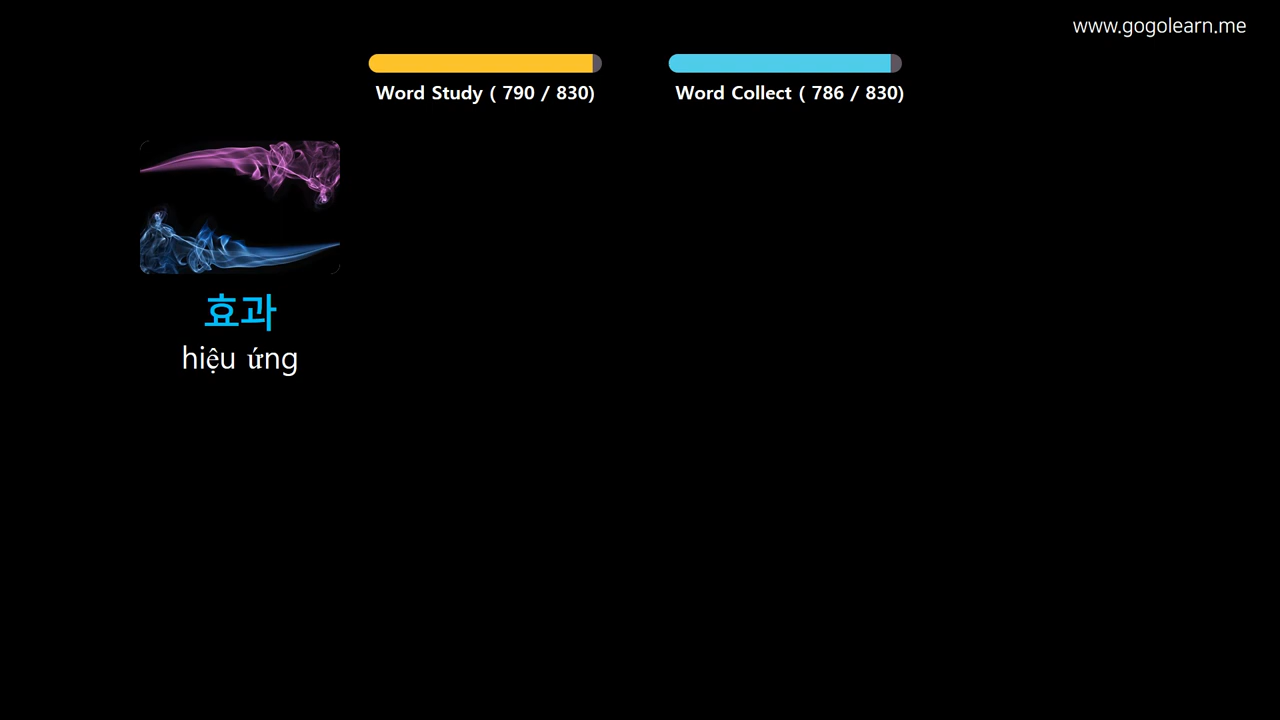 www.gogolearn.me
Word Study ( 790 / 830)
Word Collect ( 786 / 830)
효과
hiệu ứng